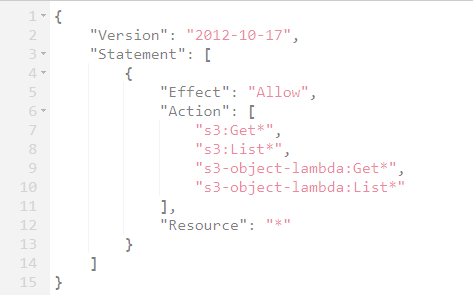 1 {
2     "Version": "2012-10-17",
3     "Statement": [
4         {
5             "Effect": "Allow",
6             "Action": [
7                 "s3:Get*",
8                 "s3:List*",
9                 "s3-object-lambda:Get*",
10                 "s3-object-lambda:List*"
11             ],
12             "Resource": "*"
13         }
14     ]
15 }